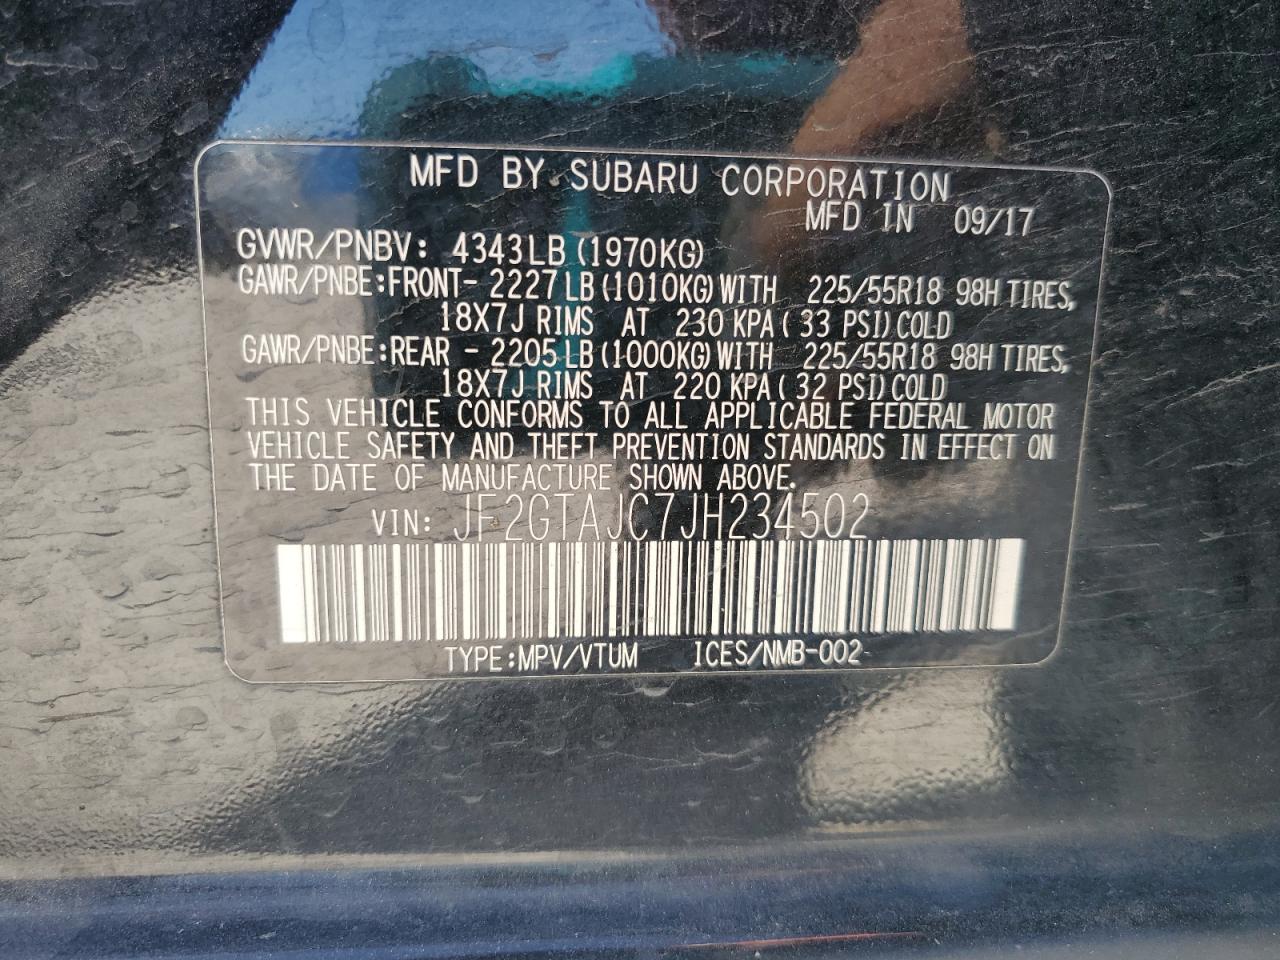 MFD BY SUBARU CORPORATION
MFD IN 09/17
GVWR/PNBV: 4343LB (1970KG)
GAWR/PNBE:FRONT- 2227LB(1010KG)WITH 225/55R18 98H TIRES,
18X7J RIMS AT 230 KPA( 33 PSI)COLD
GAWR/PNBE:REAR - 2205LB(1000KG)WITH 225/55R18 98H TIRES,
18X7J RIMS AT 220 KPA( 32 PSI)COLD
THIS VEHICLE CONFORMS TO ALL APPLICABLE FEDERAL MOTOR
VEHICLE SAFETY AND THEFT PREVENTION STANDARDS IN EFFECT ON
THE DATE OF MANUFACTURE SHOWN ABOVE.
VIN: JF2GTAJC7JH234502
TYPE:MPV/VTUM ICES/NMB-002